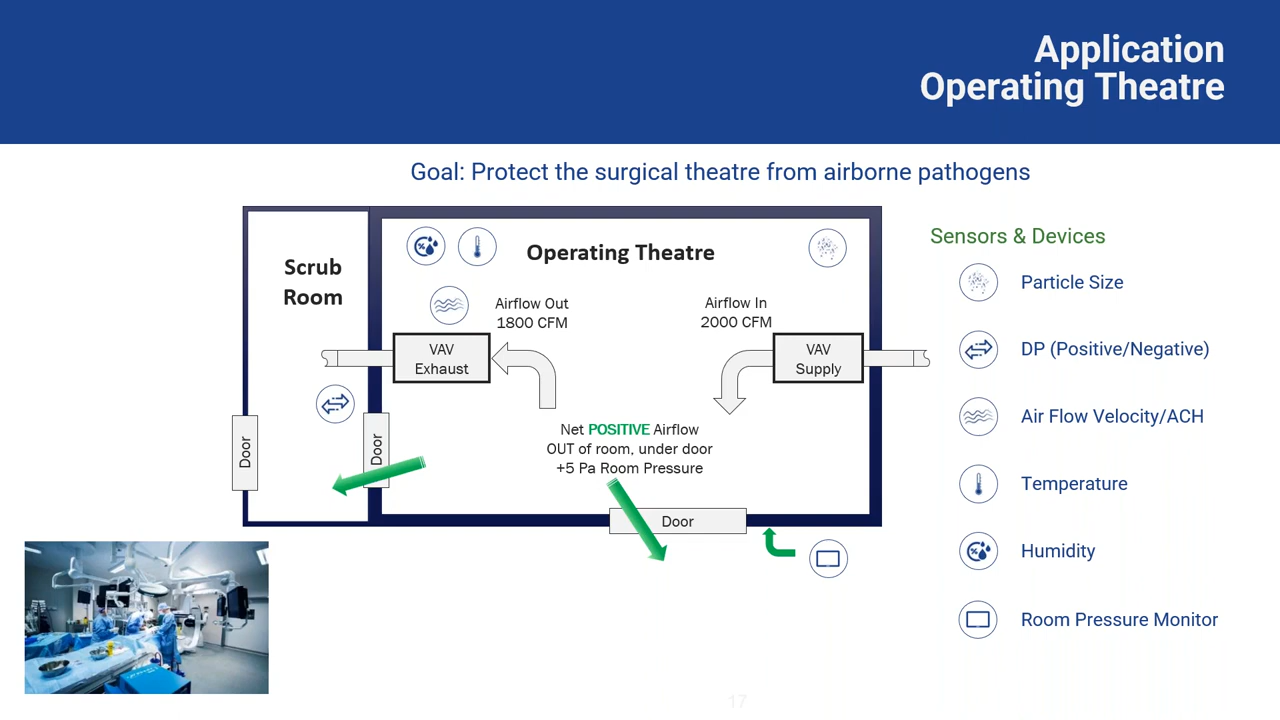 Application
Operating Theatre
Goal: Protect the surgical theatre from airborne pathogens
Scrub
Room
Operating Theatre
Airflow Out
1800 CFM
Airflow In
2000 CFM
VAV
Exhaust
VAV
Supply
Door
Door
Net POSITIVE Airflow
OUT of room, under door
+5 Pa Room Pressure
Door
Sensors & Devices
Particle Size
DP (Positive/Negative)
Air Flow Velocity/ACH
Temperature
Humidity
Room Pressure Monitor
17